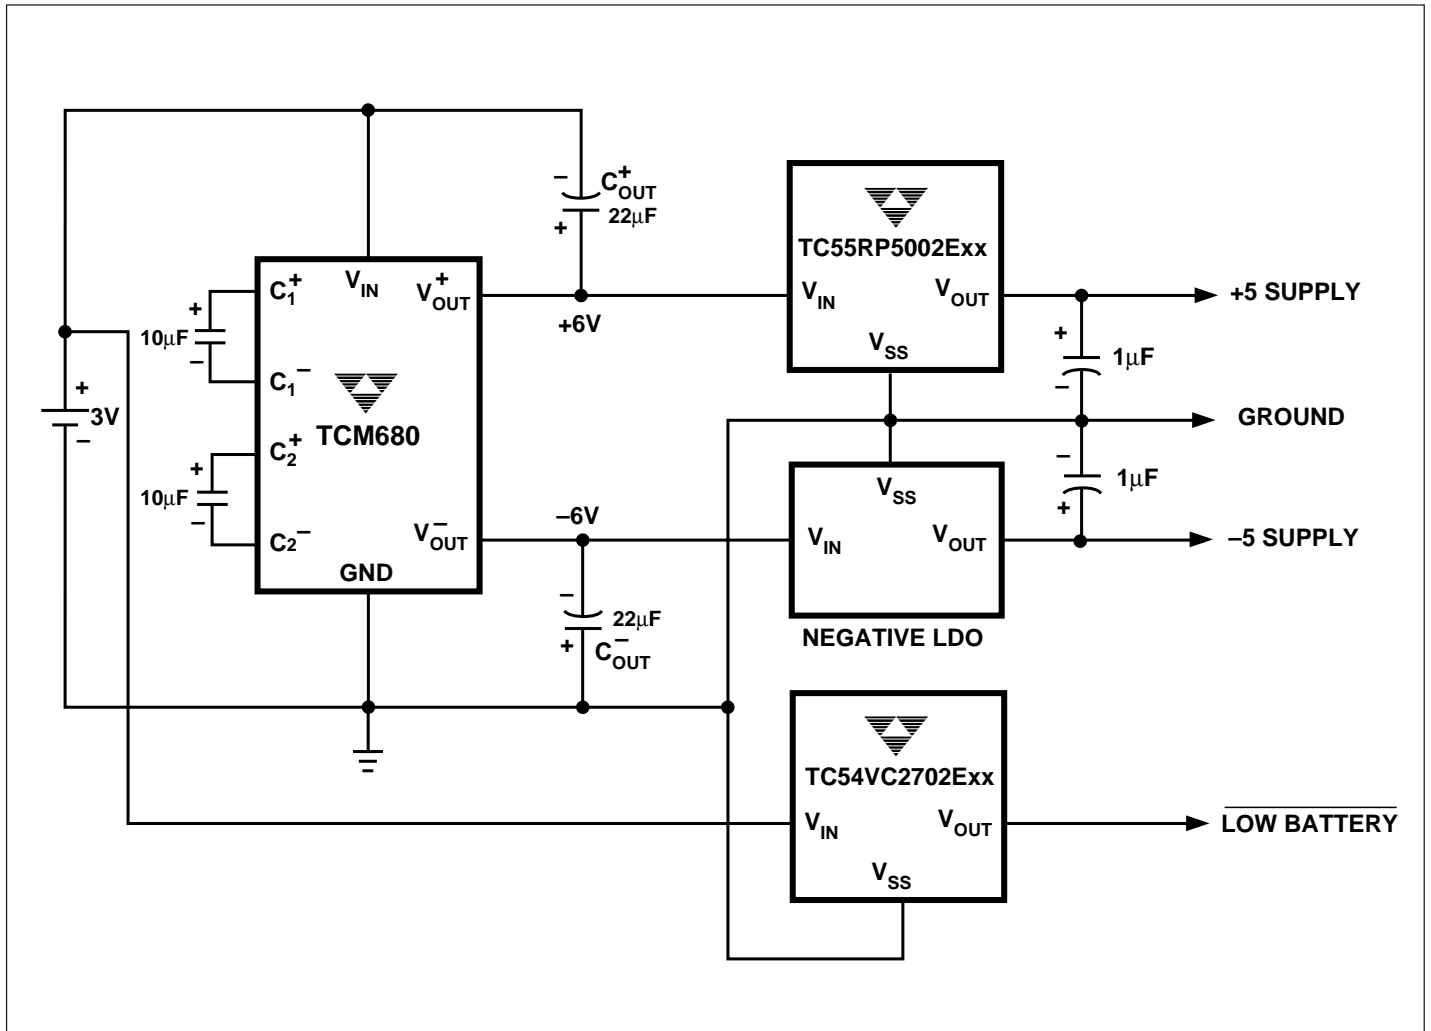 −
C+OUT
22µF
+
+6V
C1+
VIN
V+OUT
+
10µF
−
C1−
TCM680
C2+
+
10µF
−
C2−
V−OUT
GND
+
3V
−
−6V
−
22µF
+
C−OUT
TC55RP5002Exx
VIN
VOUT
VSS
+
1µF
−
+5 SUPPLY
GROUND
VSS
VIN
VOUT
NEGATIVE LDO
−
1µF
+
−5 SUPPLY
TC54VC2702Exx
VIN
VOUT
VSS
LOW BATTERY